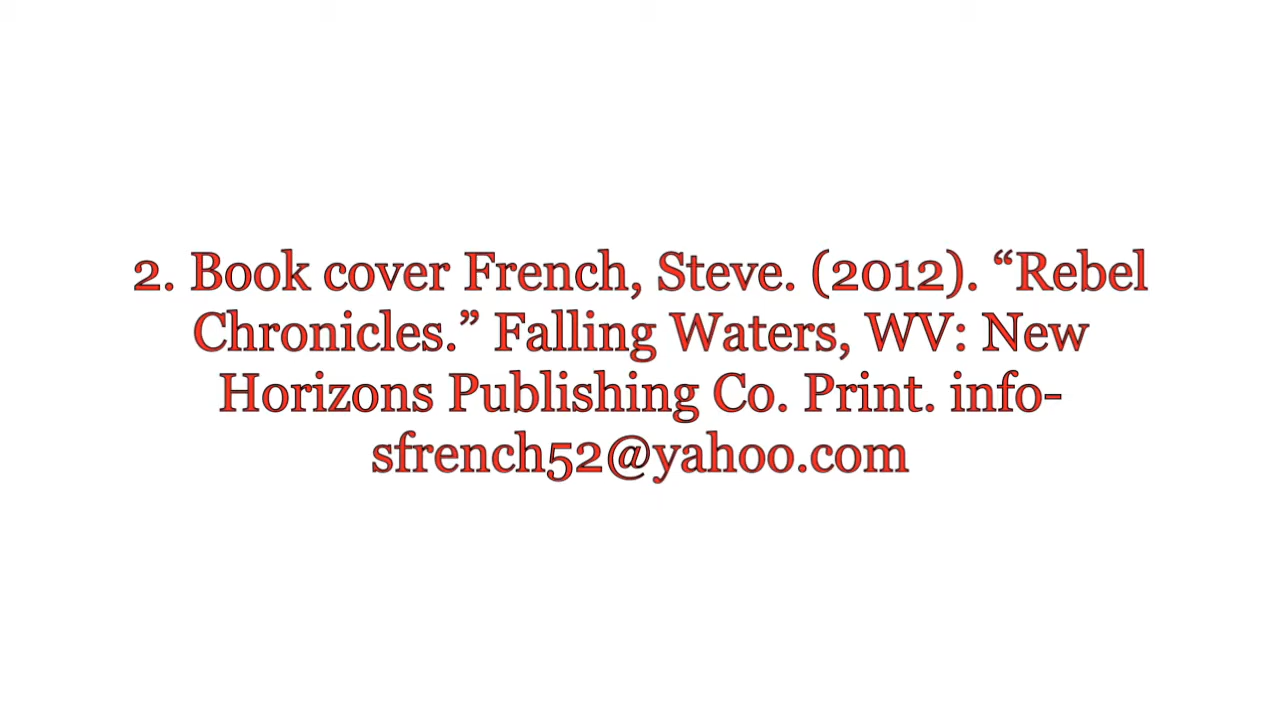 2. Book cover French, Steve. (2012). “Rebel
Chronicles.” Falling Waters, WV: New
Horizons Publishing Co. Print. info-
sfrench52@yahoo.com